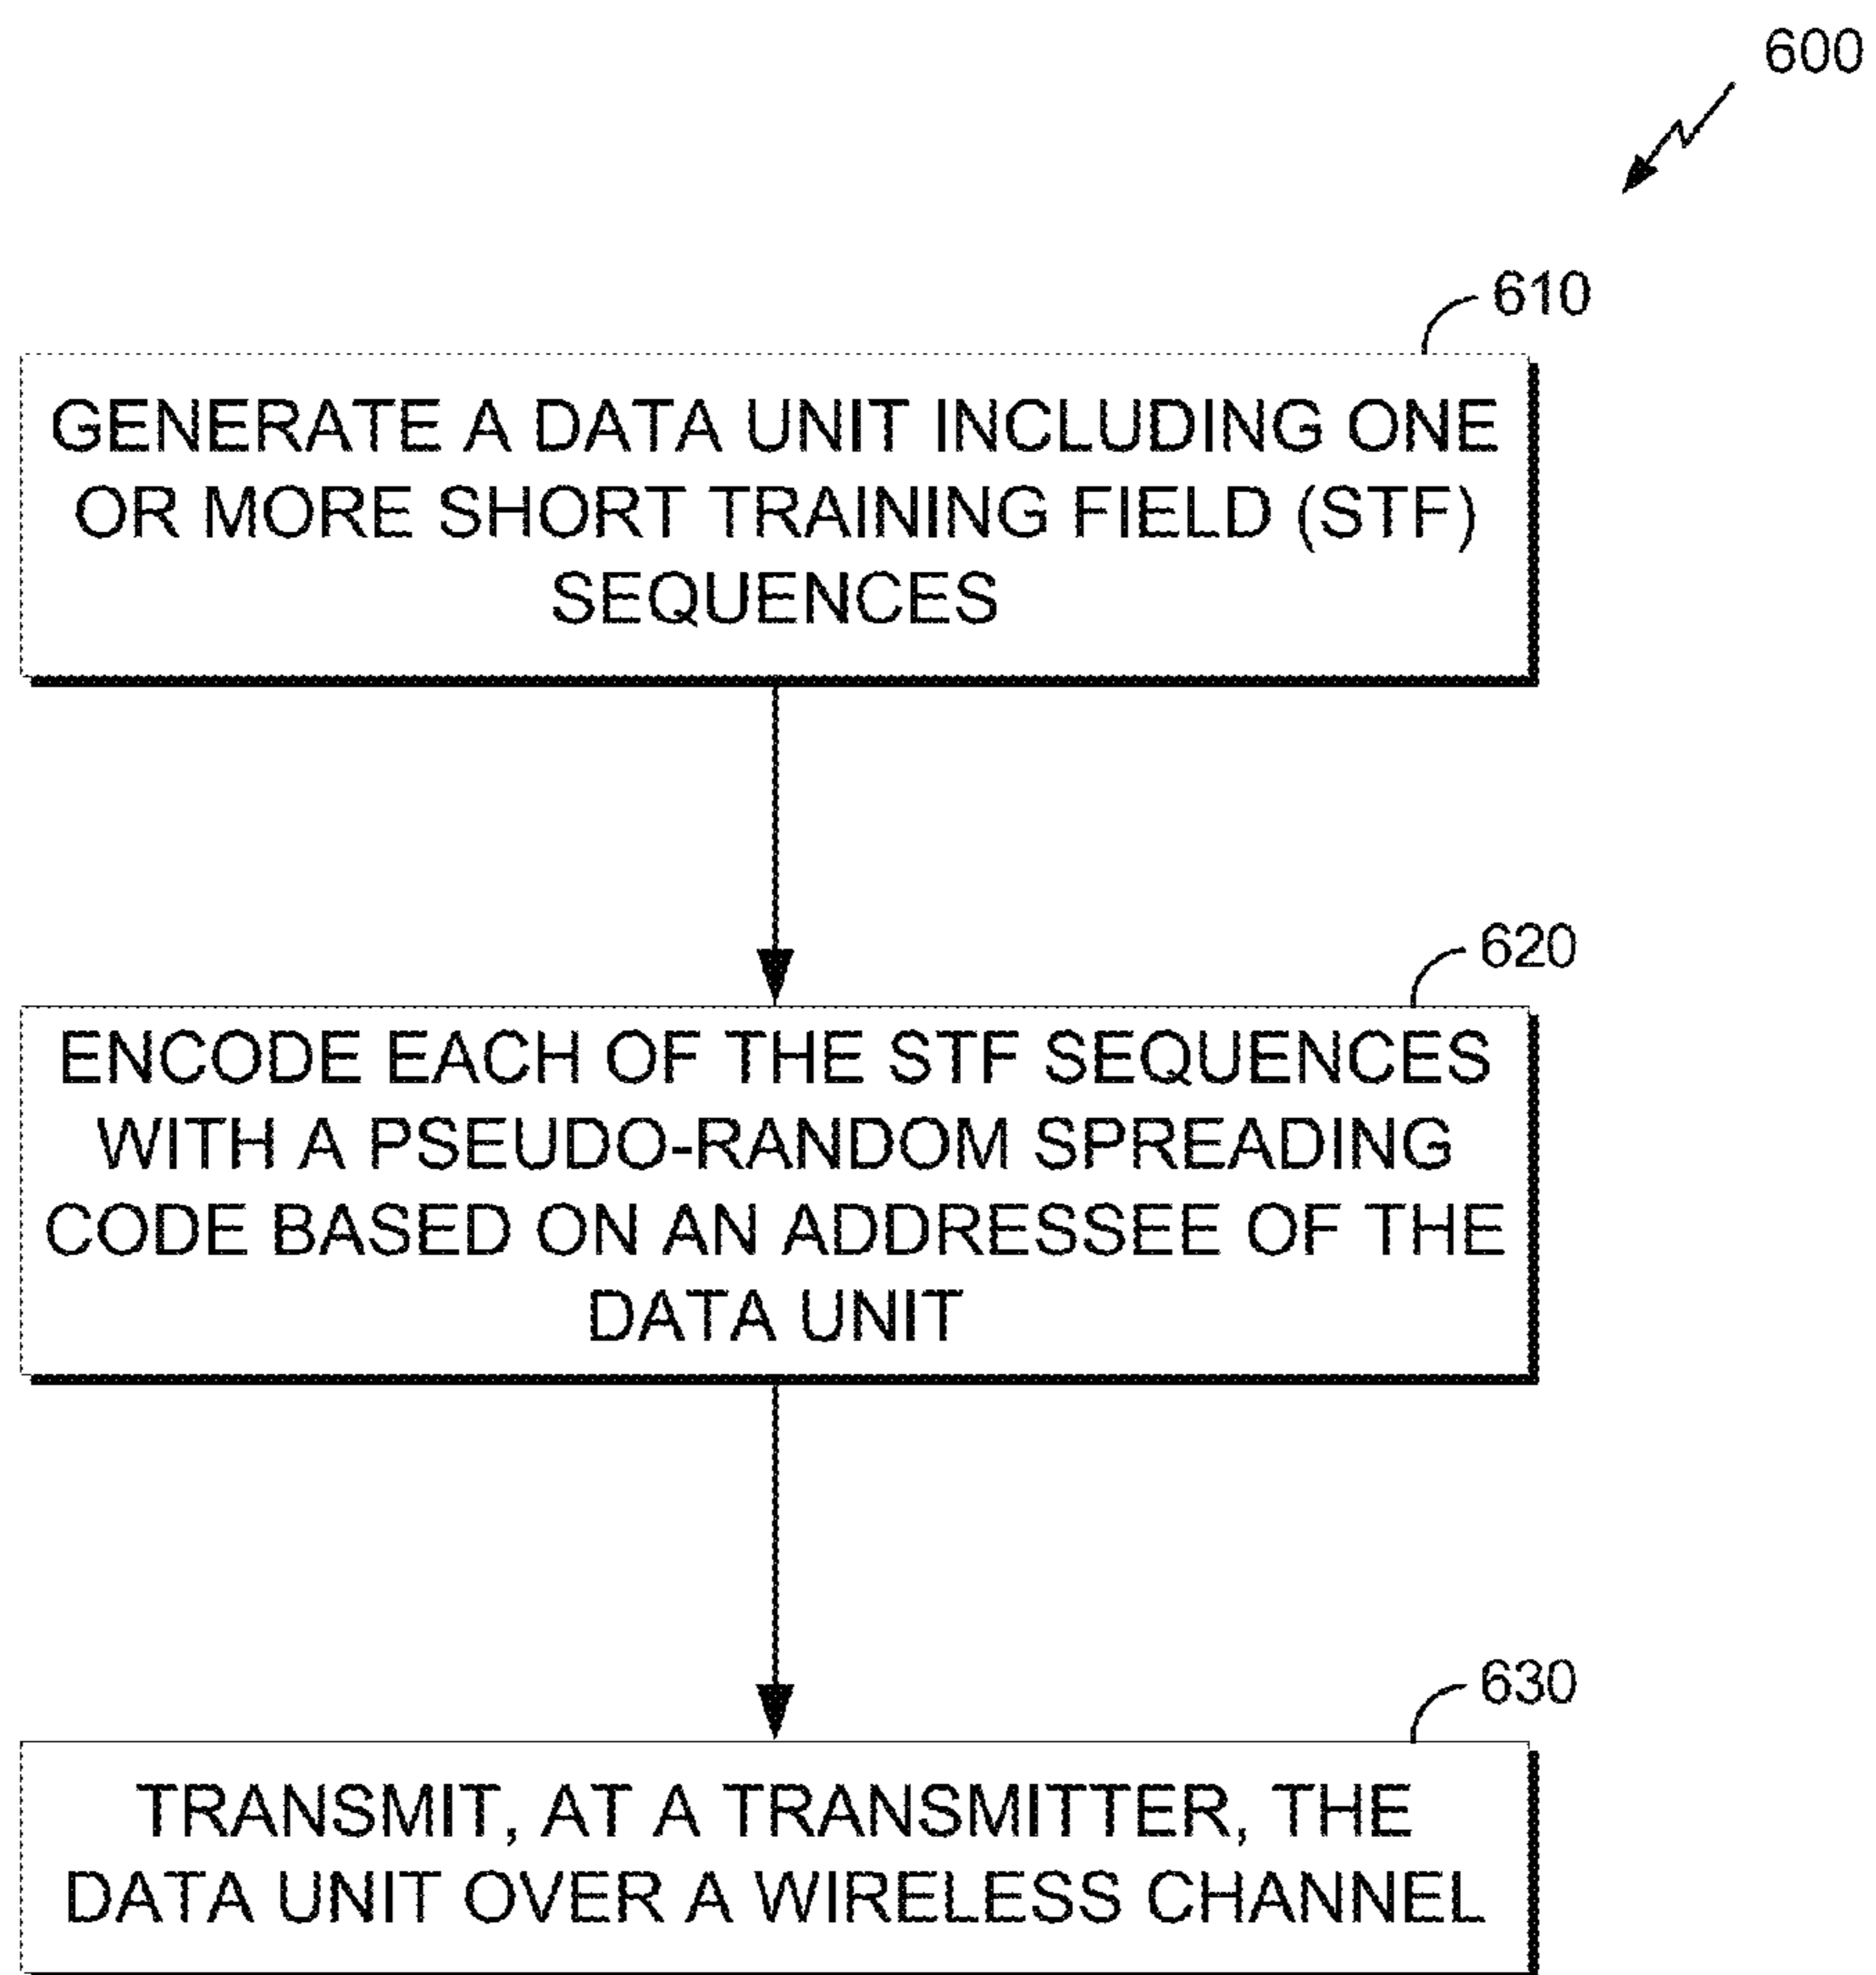 600
610
GENERATE A DATA UNIT INCLUDING ONE
OR MORE SHORT TRAINING FIELD (STF)
SEQUENCES
620
ENCODE EACH OF THE STF SEQUENCES
WITH A PSEUDO-RANDOM SPREADING
CODE BASED ON AN ADDRESSEE OF THE
DATA UNIT
630
TRANSMIT, AT A TRANSMITTER, THE
DATA UNIT OVER A WIRELESS CHANNEL